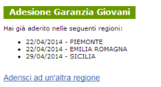 Adesione Garanzia Giovani
Hai già aderito nelle seguenti regioni:
22/04/2014 - PIEMONTE
22/04/2014 - EMILIA ROMAGNA
29/04/2014 - SICILIA
Aderisci ad un'altra regione